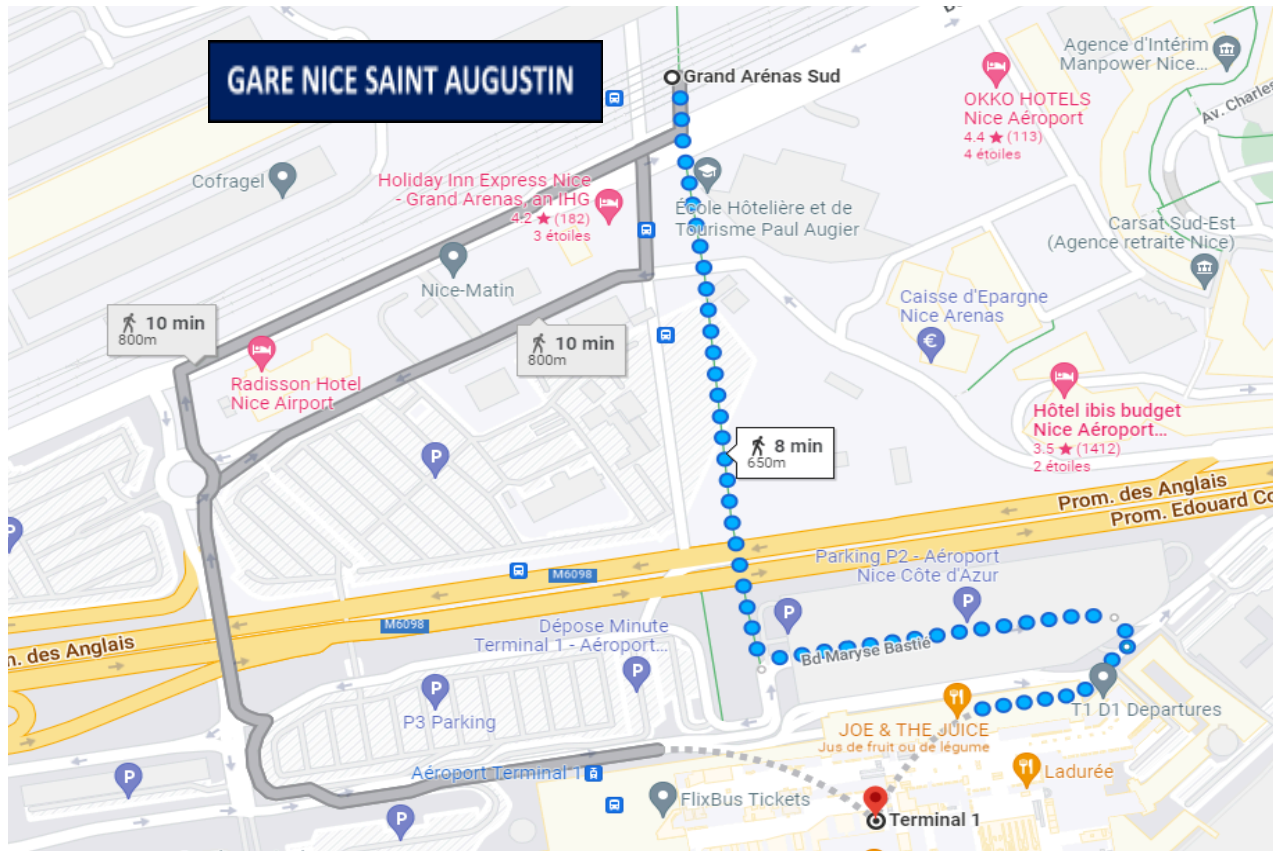 GARE NICE SAINT AUGUSTIN
Grand Arénas Sud
Agence d'Intérim
Manpower Nice...
OKKO HOTELS
Nice Aéroport
4.4 ★ (113)
4 étoiles
Av. Charles
Cofragel
Holiday Inn Express Nice
- Grand Arenas, an IHG
4.2 ★ (182)
3 étoiles
École Hôtelière et de
Tourisme Paul Augier
Carsat Sud-Est
(Agence retraite Nice)
Nice-Matin
Caisse d'Epargne
Nice Arenas
€
10 min
800m
10 min
800m
Radisson Hotel
Nice Airport
Hôtel ibis budget
Nice Aéroport...
3.5 ★ (1412)
2 étoiles
8 min
650m
P
P
P
Prom. des Anglais
Prom. Edouard Co
Parking P2 - Aéroport
Nice Côte d'Azur
P
P
M6098
M6098
Dépose Minute
Terminal 1 - Aéroport...
P
m. des Anglais
Bd Maryse Bastié
P
P3 Parking
T1 D1 Departures
JOE & THE JUICE
Jus de fruit ou de légume
Aéroport Terminal 1
Ladurée
P
P
FlixBus Tickets
Terminal 1